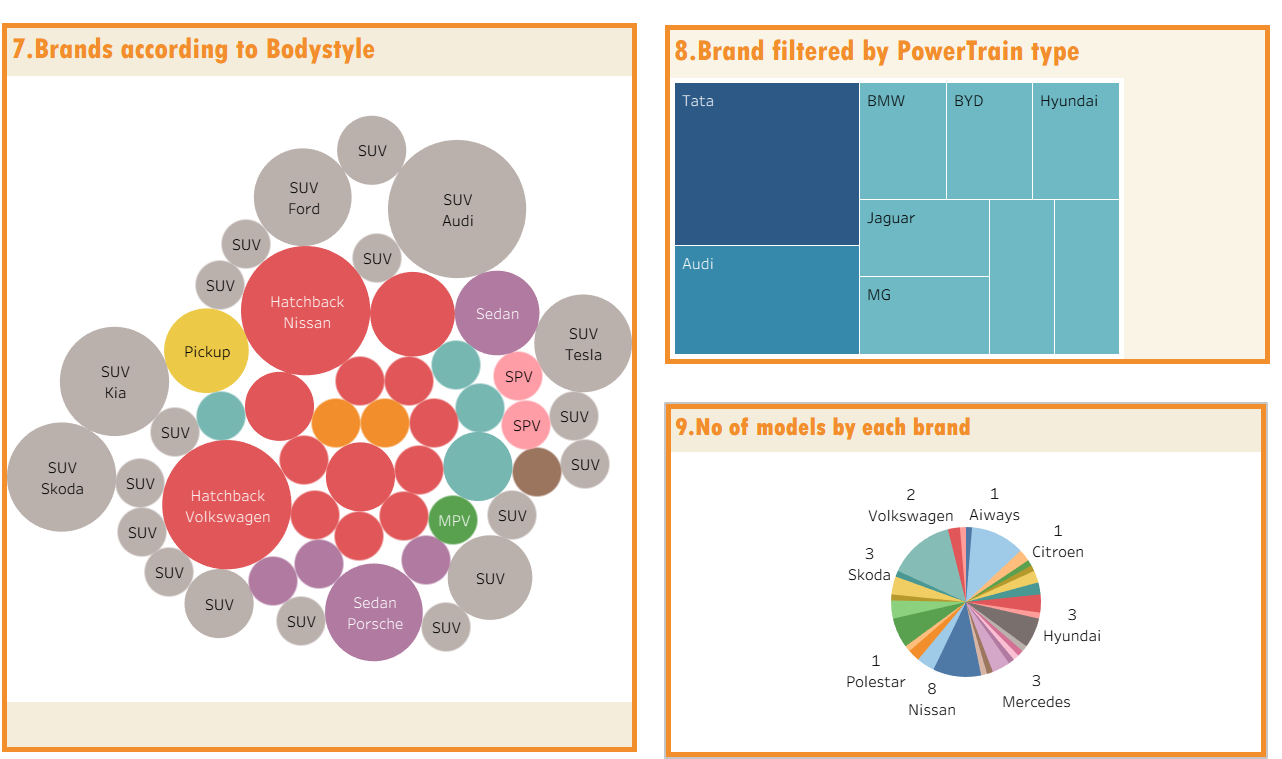 7.Brands according to Bodystyle
SUV
SUV
Ford
SUV
Audi
SUV
SUV
SUV
Hatchback
Nissan
Sedan
SUV
Tesla
Pickup
SUV
Kia
SPV
SPV
SUV
SUV
SUV
Skoda
SUV
SUV
Hatchback
Volkswagen
MPV
SUV
SUV
SUV
SUV
SUV
Sedan
Porsche
SUV
SUV
8.Brand filtered by PowerTrain type
Tata
BMW
BYD
Hyundai
Jaguar
Audi
MG
9.No of models by each brand
2
Volkswagen
1
Aiways
1
Citroen
3
Skoda
3
Hyundai
1
Polestar
8
Nissan
3
Mercedes